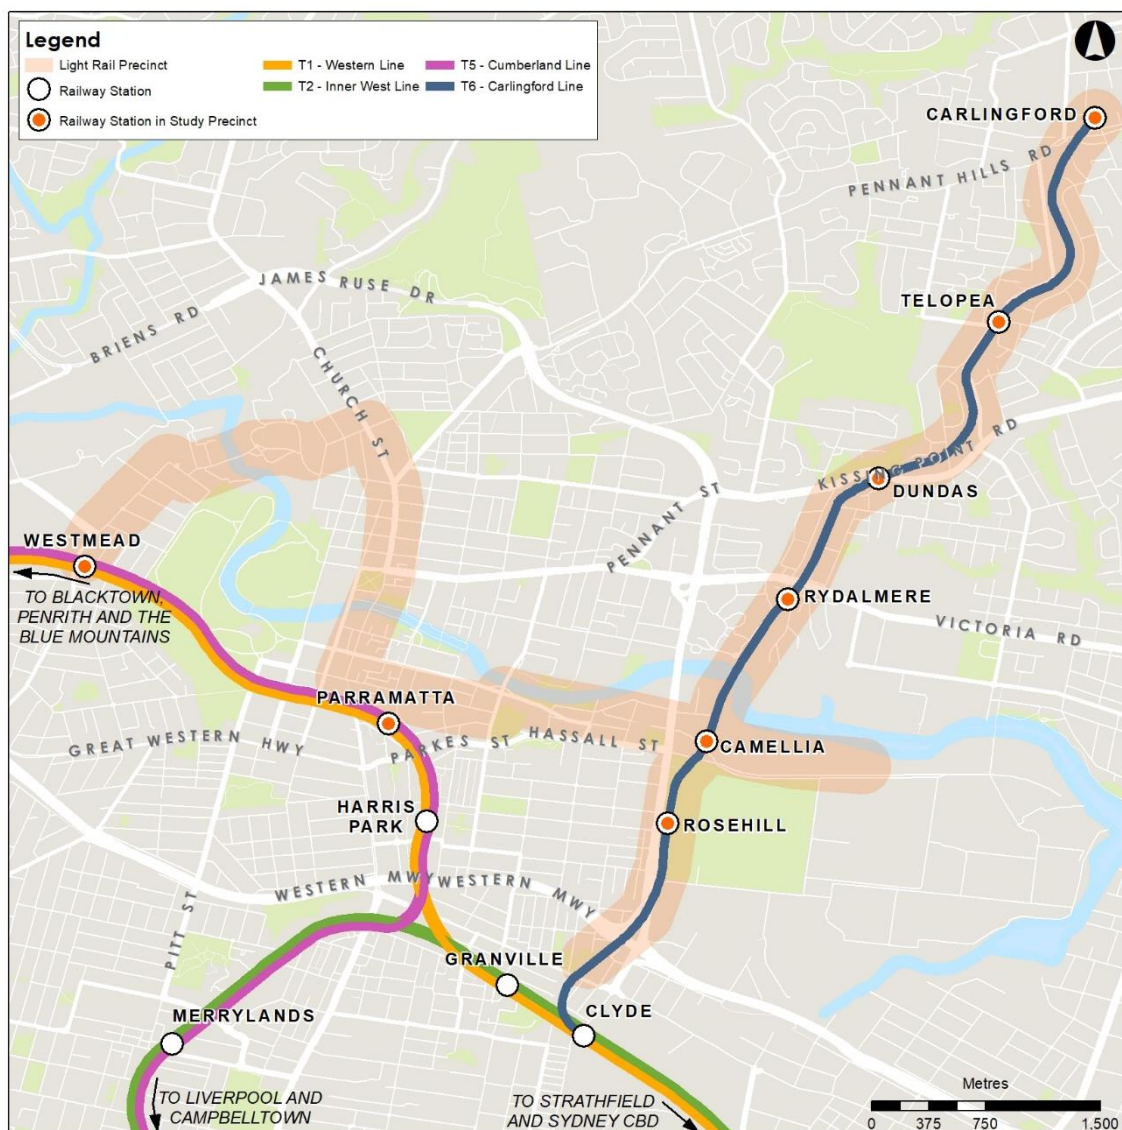 Legend
Light Rail Precinct
Railway Station
Railway Station in Study Precinct
T1 - Western Line
T2 - Inner West Line
T5 - Cumberland Line
T6 - Carlingford Line
CARLINGFORD
PENNANT HILLS RD
JAMES RUSE DR
TELOPEA
BRIENS RD
CHURCH ST
KISSING POINT RD
DUNDAS
PENNANT ST
WESTMEAD
TO BLACKTOWN,
PENRITH AND THE
BLUE MOUNTAINS
RYDALMERE
VICTORIA RD
PARRAMATTA
GREAT WESTERN HWY
PARKES ST
HASSALL ST
CAMELLIA
HARRIS
PARK
ROSEHILL
WESTERN MWY
WESTERN MWY
PITT ST
GRANVILLE
MERRYLANDS
CLYDE
TO LIVERPOOL AND
CAMPBELLTOWN
TO STRATHFIELD
AND SYDNEY CBD
Metres
0 375 750 1,500